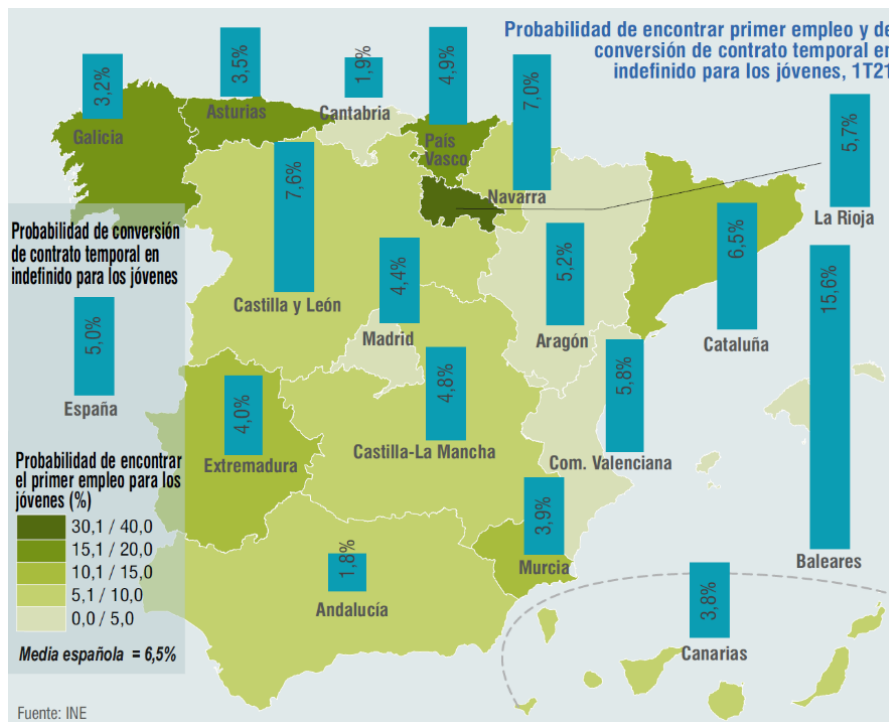 Probabilidad de encontrar primer empleo y de
conversión de contrato temporal en
indefinido para los jóvenes, 1T21
3,2%
Galicia
3,5%
Asturias
1,9%
Cantabria
4,9%
País
Vasco
7,0%
Navarra
5,7%
La Rioja
7,6%
Castilla y León
4,4%
Madrid
5,2%
Aragón
6,5%
Cataluña
15,6%
Baleares
Probabilidad de conversión
de contrato temporal en
indefinido para los jóvenes
5,0%
España
4,0%
Extremadura
4,8%
Castilla-La Mancha
5,8%
Com. Valenciana
3,9%
Murcia
1,8%
Andalucía
3,8%
Canarias
Probabilidad de encontrar
el primer empleo para los
jóvenes (%)
30,1 / 40,0
15,1 / 20,0
10,1 / 15,0
5,1 / 10,0
0,0 / 5,0
Media española = 6,5%
Fuente: INE